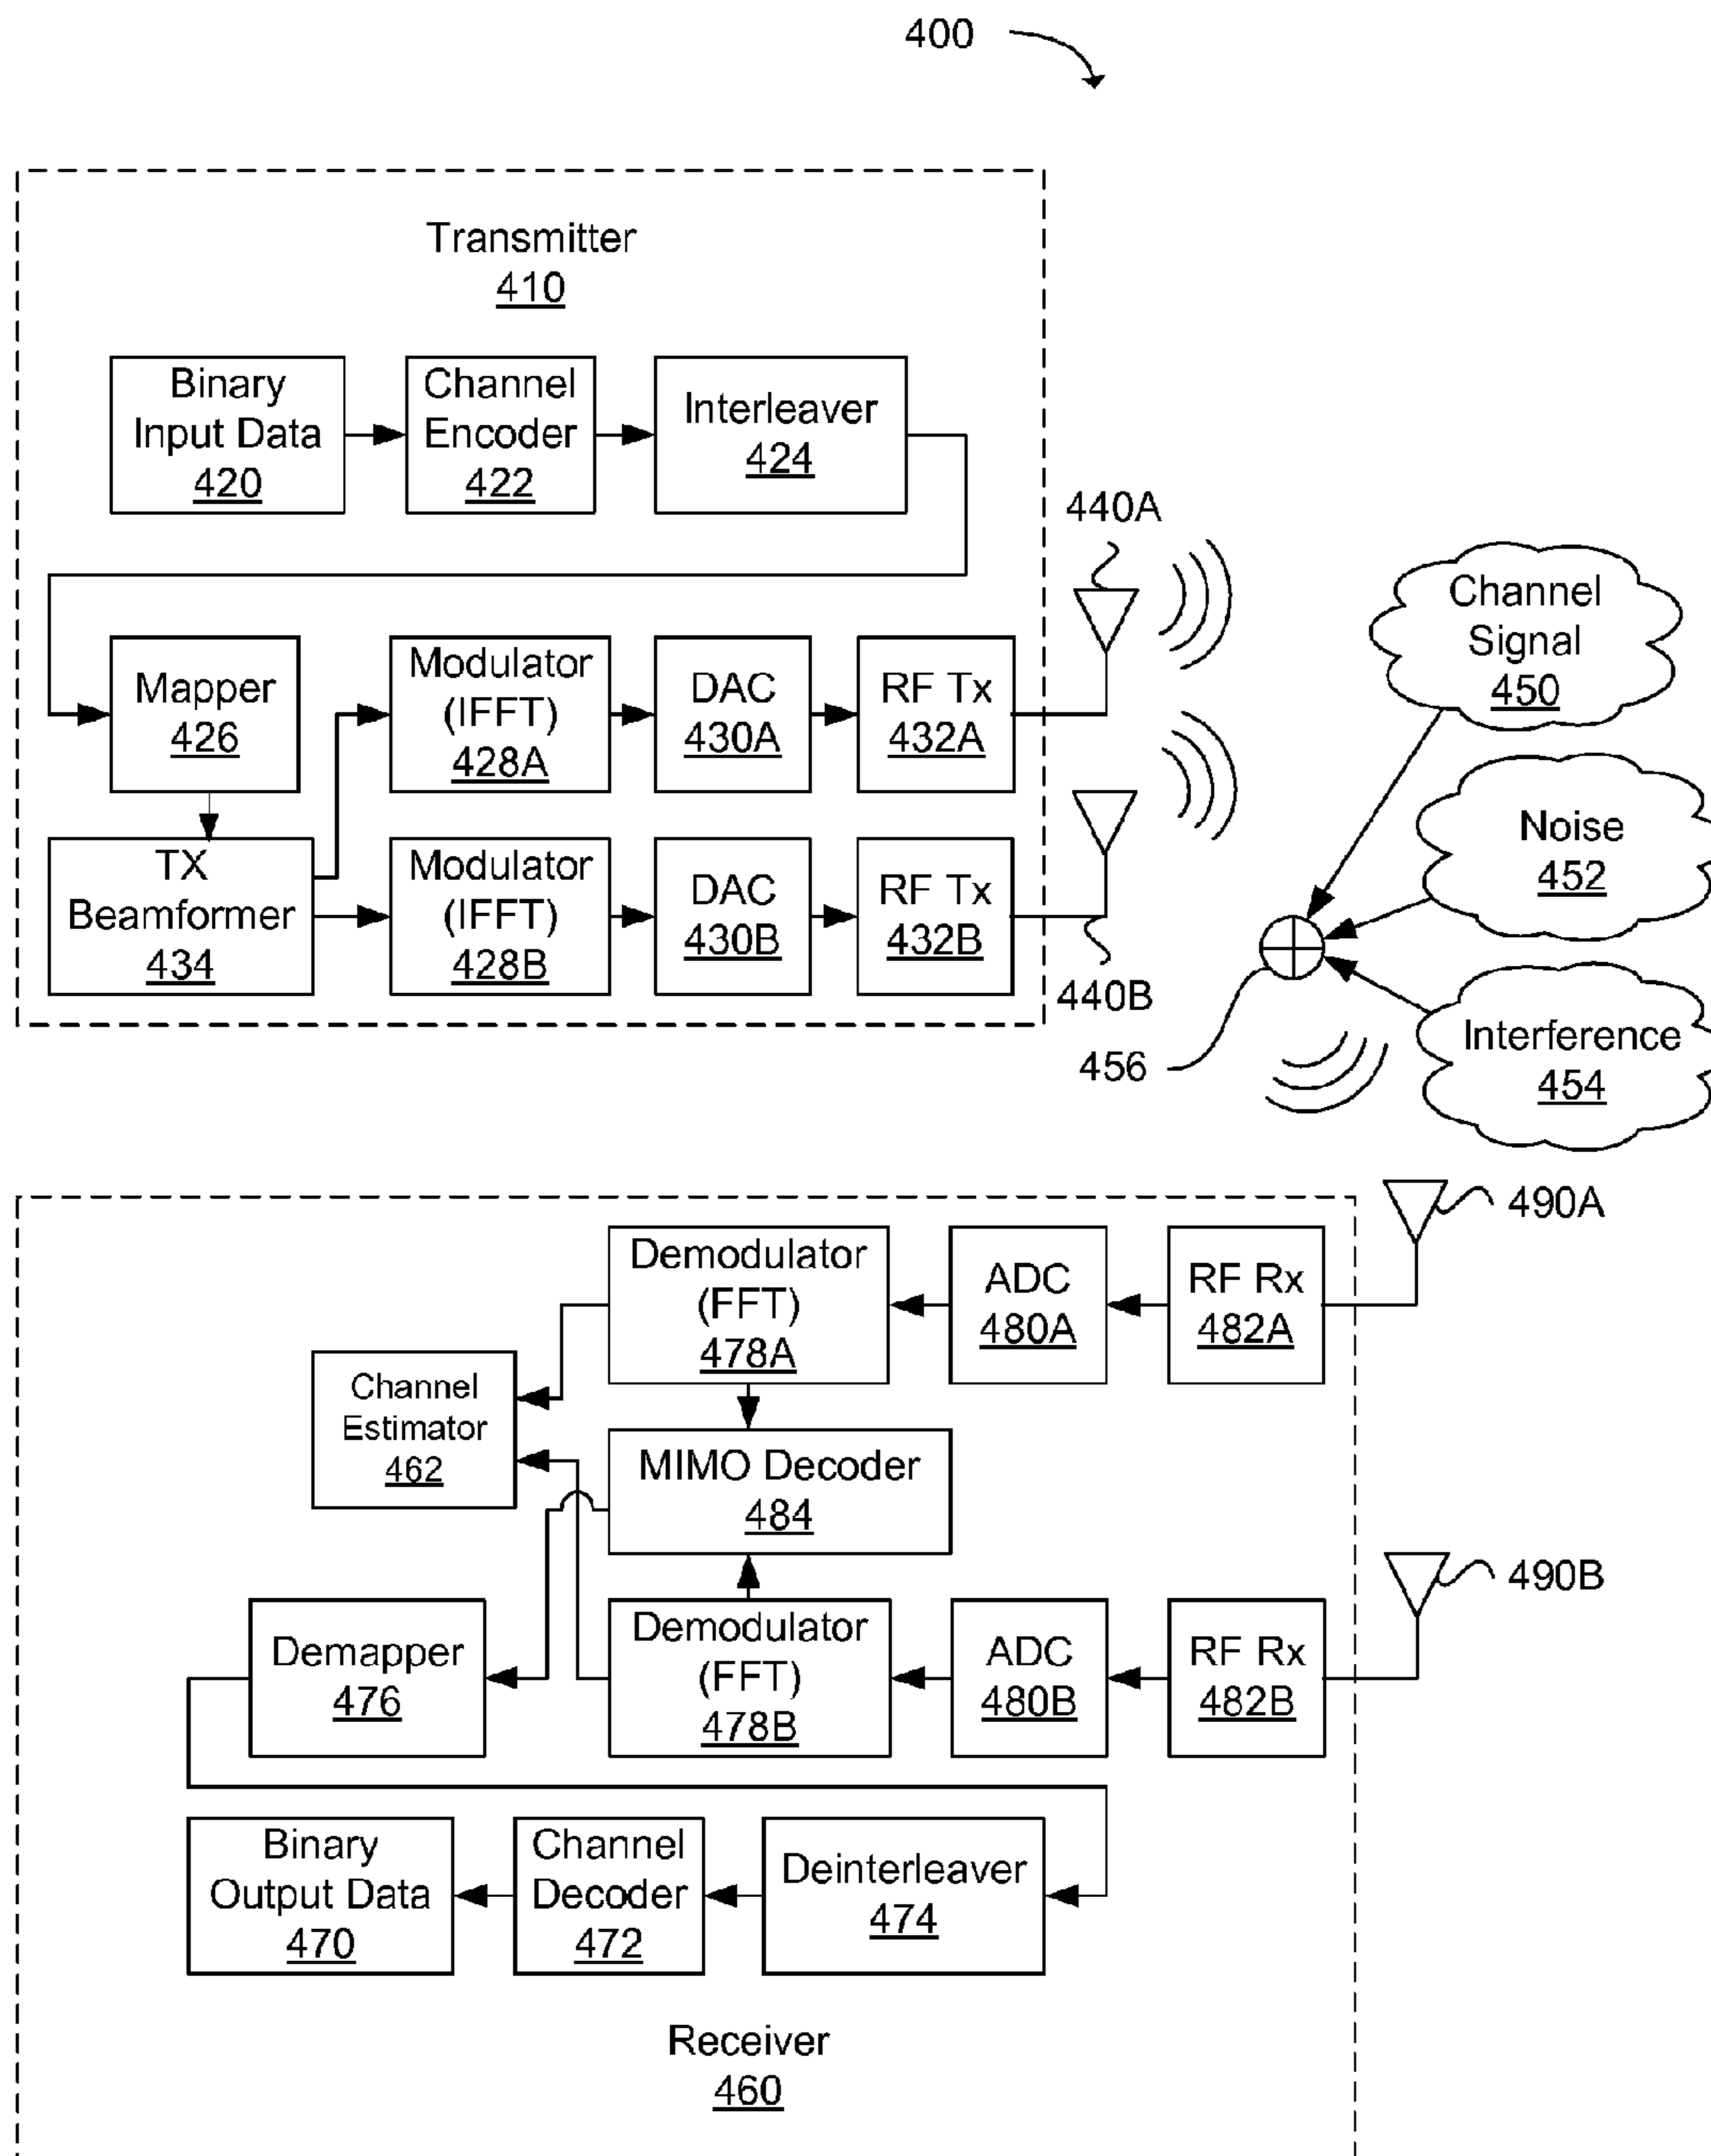 400
Transmitter
410
Binary
Input Data
420
Channel
Encoder
422
Interleaver
424
440A
Mapper
426
Modulator
(IFFT)
428A
DAC
430A
RF Tx
432A
TX
Beamformer
434
Modulator
(IFFT)
428B
DAC
430B
RF Tx
432B
440B
Channel
Signal
450
Noise
452
Interference
454
456
490A
Demodulator
(FFT)
478A
ADC
480A
RF Rx
482A
Channel
Estimator
462
MIMO Decoder
484
490B
Demapper
476
Demodulator
(FFT)
478B
ADC
480B
RF Rx
482B
Binary
Output Data
470
Channel
Decoder
472
Deinterleaver
474
Receiver
460